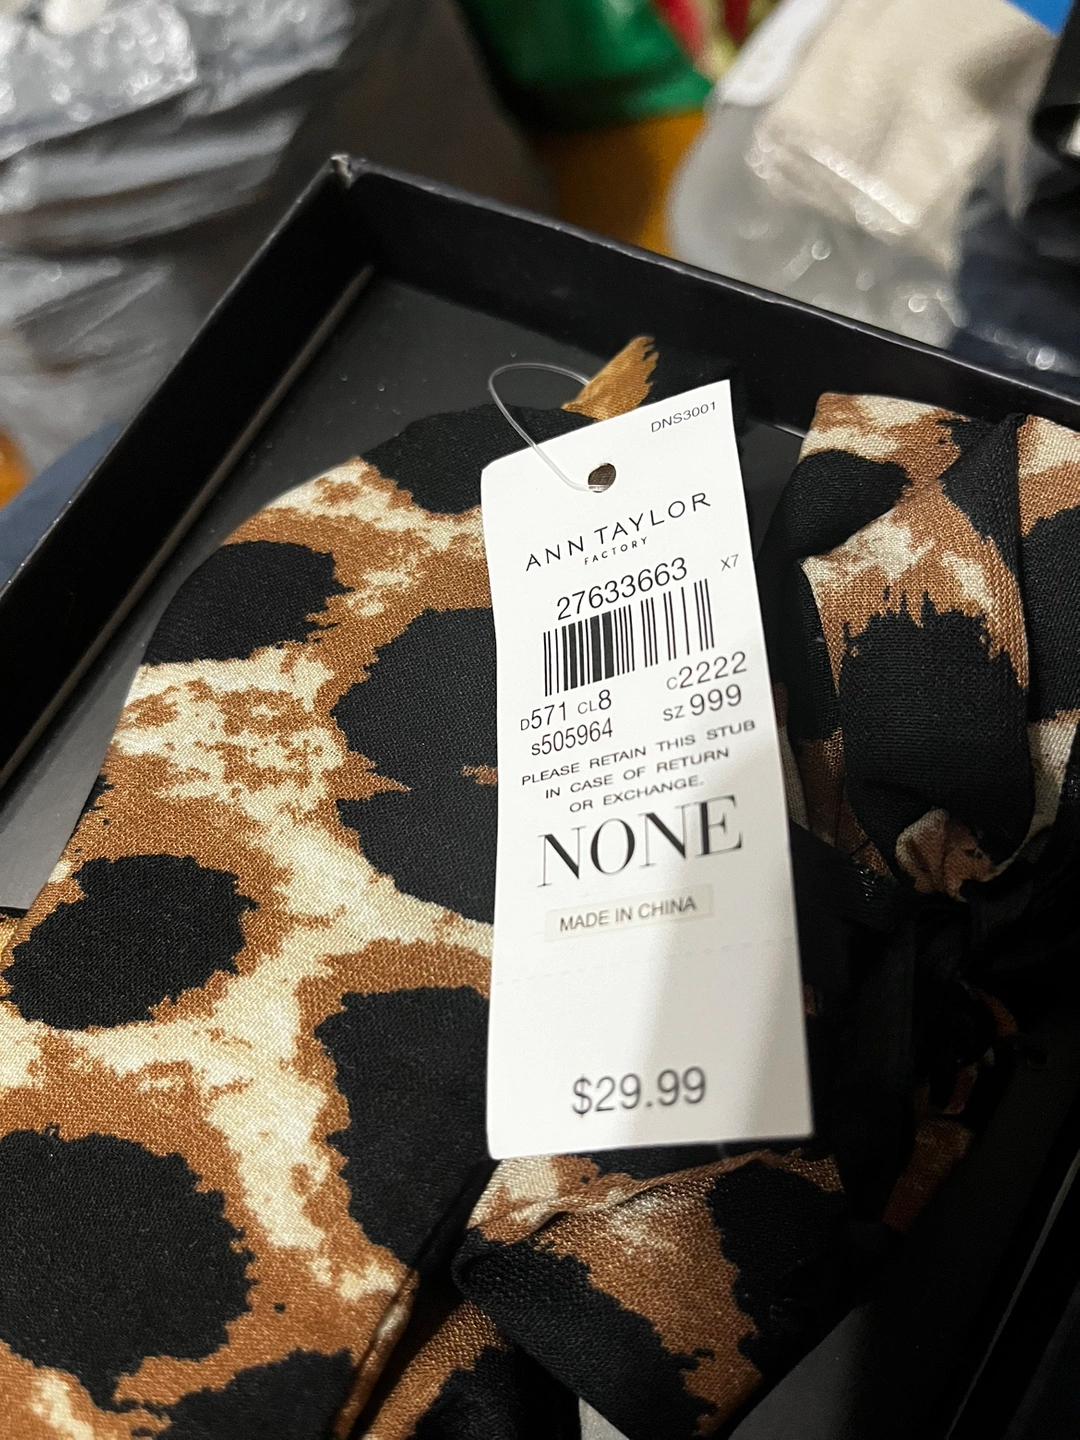 DNS3001
ANN TAYLOR
FACTORY
27633663 X7
D571 CL8 C2222
S505964 SZ 999
PLEASE RETAIN THIS STUB
IN CASE OF RETURN
OR EXCHANGE.
NONE
MADE IN CHINA
$29.99